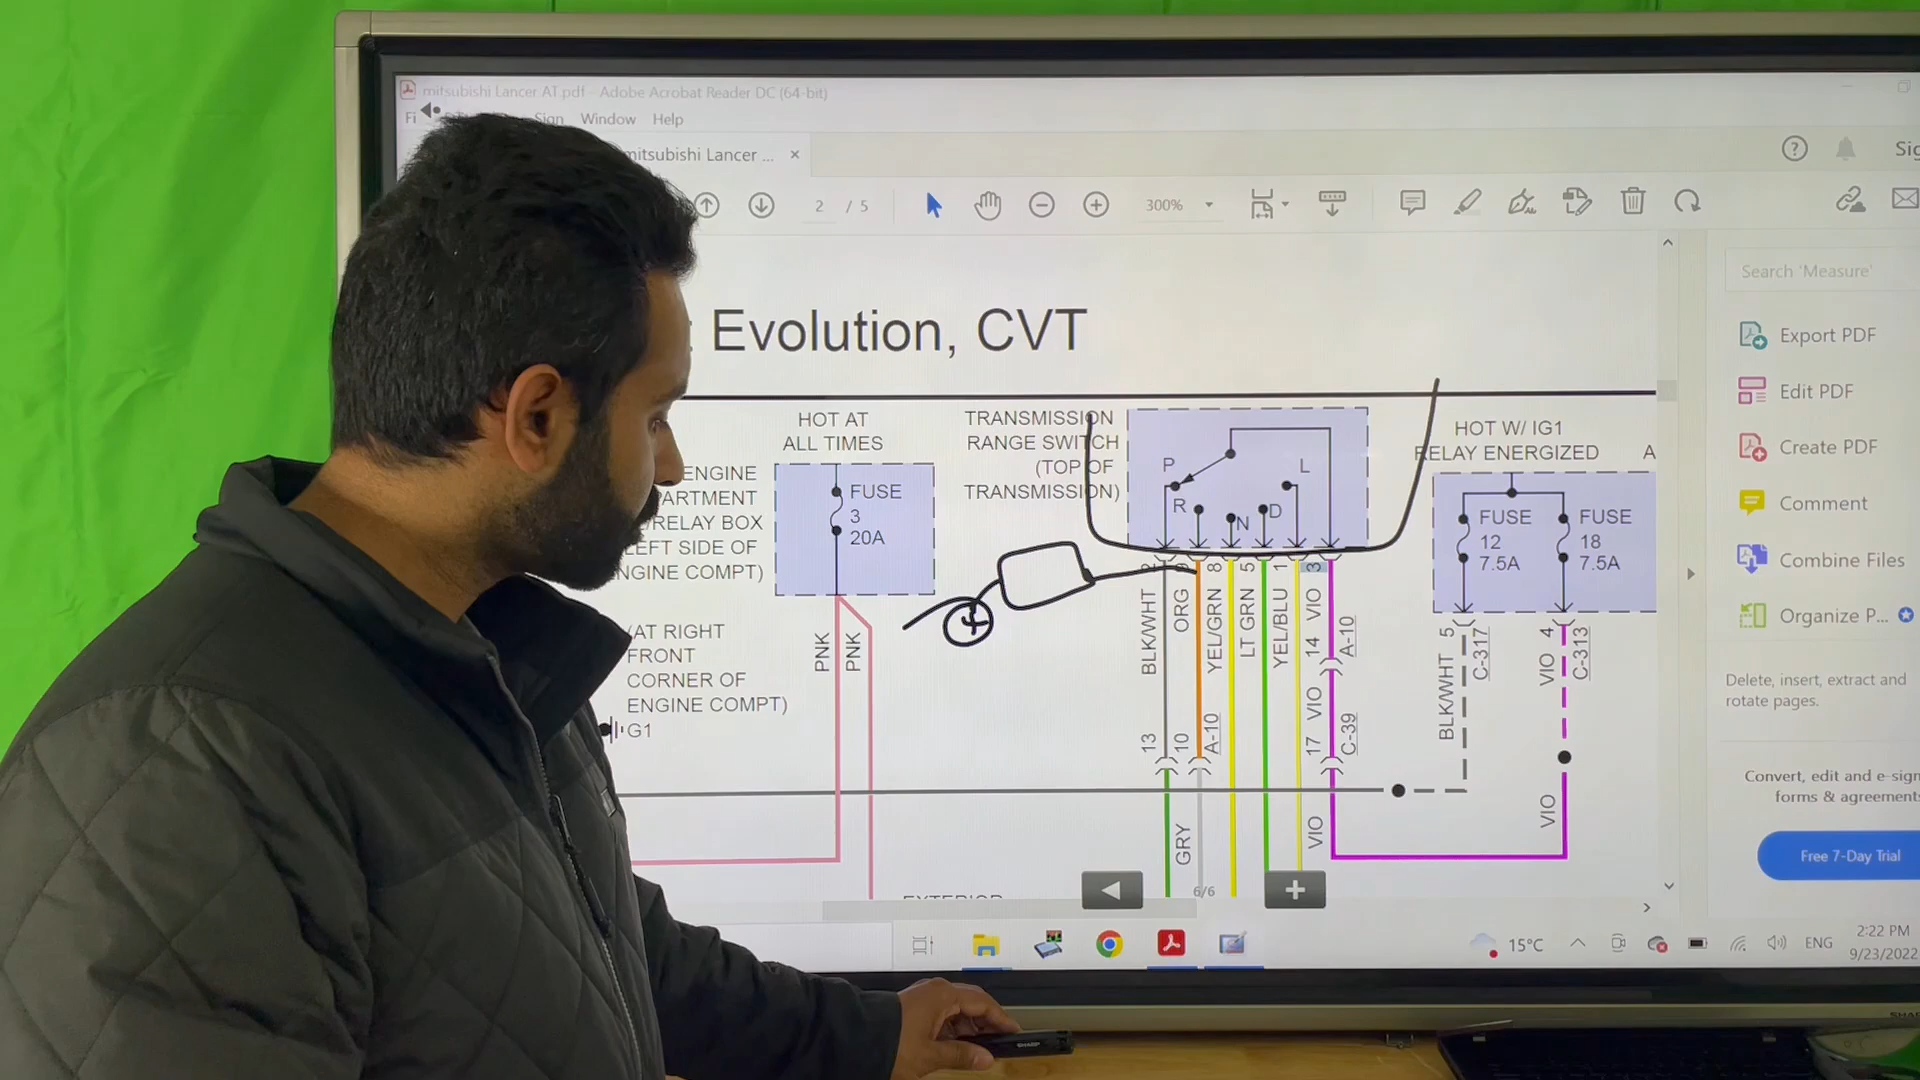 mitsubishi Lancer AT.pdf - Adobe Acrobat Reader DC (64-bit)
Fi Sign Window Help
mitsubishi Lancer ... ×
2 / 5 300% Sig
Evolution, CVT
HOT AT
ALL TIMES
ENGINE
PARTMENT
/RELAY BOX
LEFT SIDE OF
NGINE COMPT)
FUSE
3
20A
TRANSMISSION
RANGE SWITCH
(TOP OF
TRANSMISSION)
P
R
N
D
L
HOT W/ IG1
RELAY ENERGIZED A
FUSE
12
7.5A
FUSE
18
7.5A
(AT RIGHT
FRONT
CORNER OF
ENGINE COMPT)
G1
PNK
PNK
BLK/WHT
ORG
8 YEL/GRN
5 LT GRN
1 YEL/BLU
3 VIO
14 A-10
13
10 A-10
VIO
17 C-39
GRY
VIO
5 C-317
BLK/WHT
4 C-313
VIO
VIO
6/6
Search 'Measure'
Export PDF
Edit PDF
Create PDF
Comment
Combine Files
Organize P...
Delete, insert, extract and
rotate pages.
Convert, edit and e-sign
forms & agreements
Free 7-Day Trial
15°C ENG 2:22 PM
9/23/2022
SHARP
SHARP